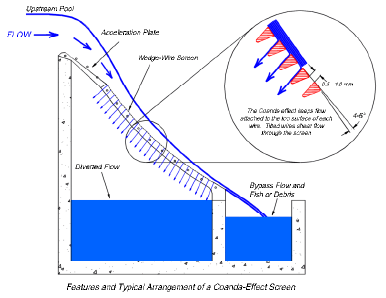 Upstream Pool
FLOW
Acceleration Plate
Wedge-Wire Screen
The Coanda effect keeps flow
attached to the top surface of each
wire. Tilted wires shear flow
through the screen
Diverted Flow
Bypass Flow and
Fish or Debris
Features and Typical Arrangement of a Coanda-Effect Screen